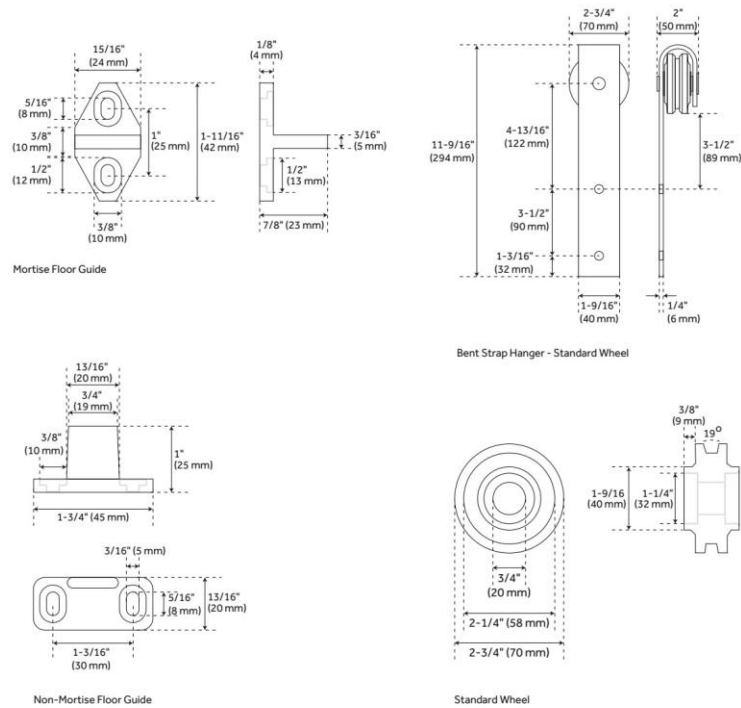 15/16"
(24 mm)
5/16"
(8 mm)
3/8"
(10 mm)
1/2"
(12 mm)
3/8"
(10 mm)
1"
(25 mm)
1-11/16"
(42 mm)
1/8"
(4 mm)
3/16"
(5 mm)
1/2"
(13 mm)
7/8" (23 mm)
Mortise Floor Guide
2-3/4"
(70 mm)
2"
(50 mm)
11-9/16"
(294 mm)
4-13/16"
(122 mm)
3-1/2"
(90 mm)
1-3/16"
(32 mm)
3-1/2"
(89 mm)
1-9/16"
(40 mm)
1/4"
(6 mm)
Bent Strap Hanger - Standard Wheel
13/16"
(20 mm)
3/4"
(19 mm)
3/8"
(10 mm)
1"
(25 mm)
1-3/4" (45 mm)
3/16" (5 mm)
5/16"
(8 mm)
13/16"
(20 mm)
1-3/16"
(30 mm)
Non-Mortise Floor Guide
3/4"
(20 mm)
2-1/4" (58 mm)
2-3/4" (70 mm)
3/8"
(9 mm)
19°
1-9/16
(40 mm)
1-1/4"
(32 mm)
Standard Wheel